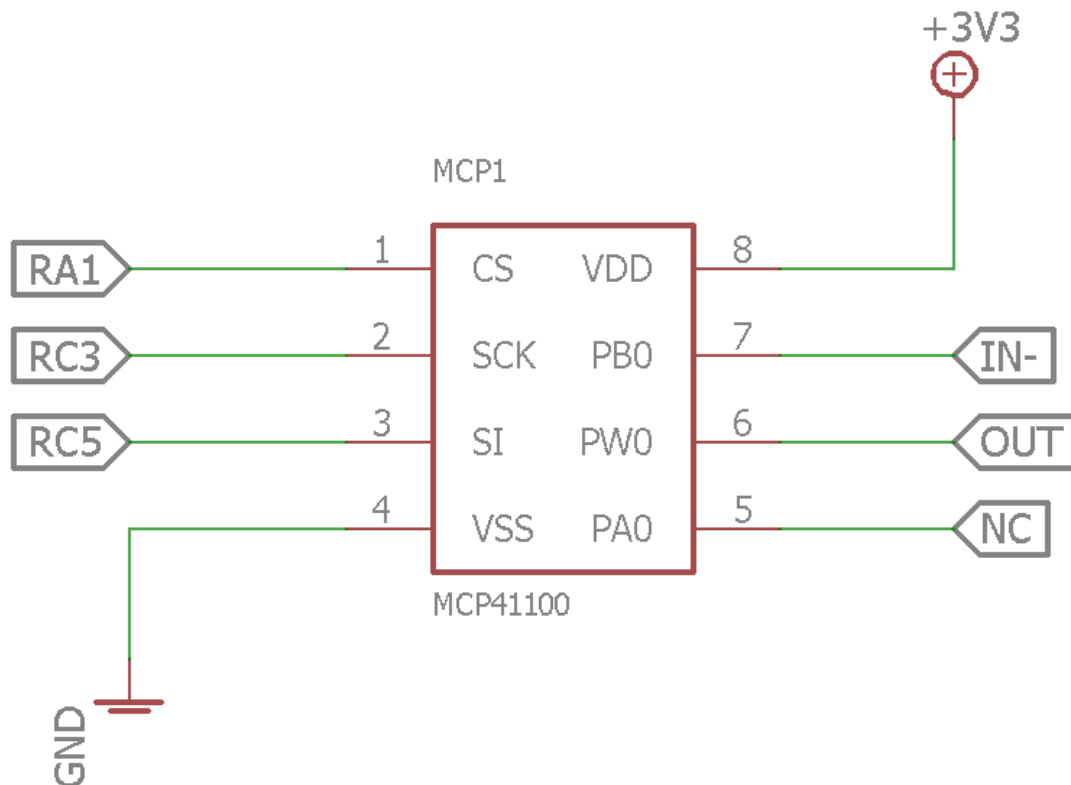 +3V3
MCP1
RA1 1 CS VDD 8
RC3 2 SCK PB0 7 IN-
RC5 3 SI PW0 6 OUT
4 VSS PA0 5 NC
MCP41100
GND